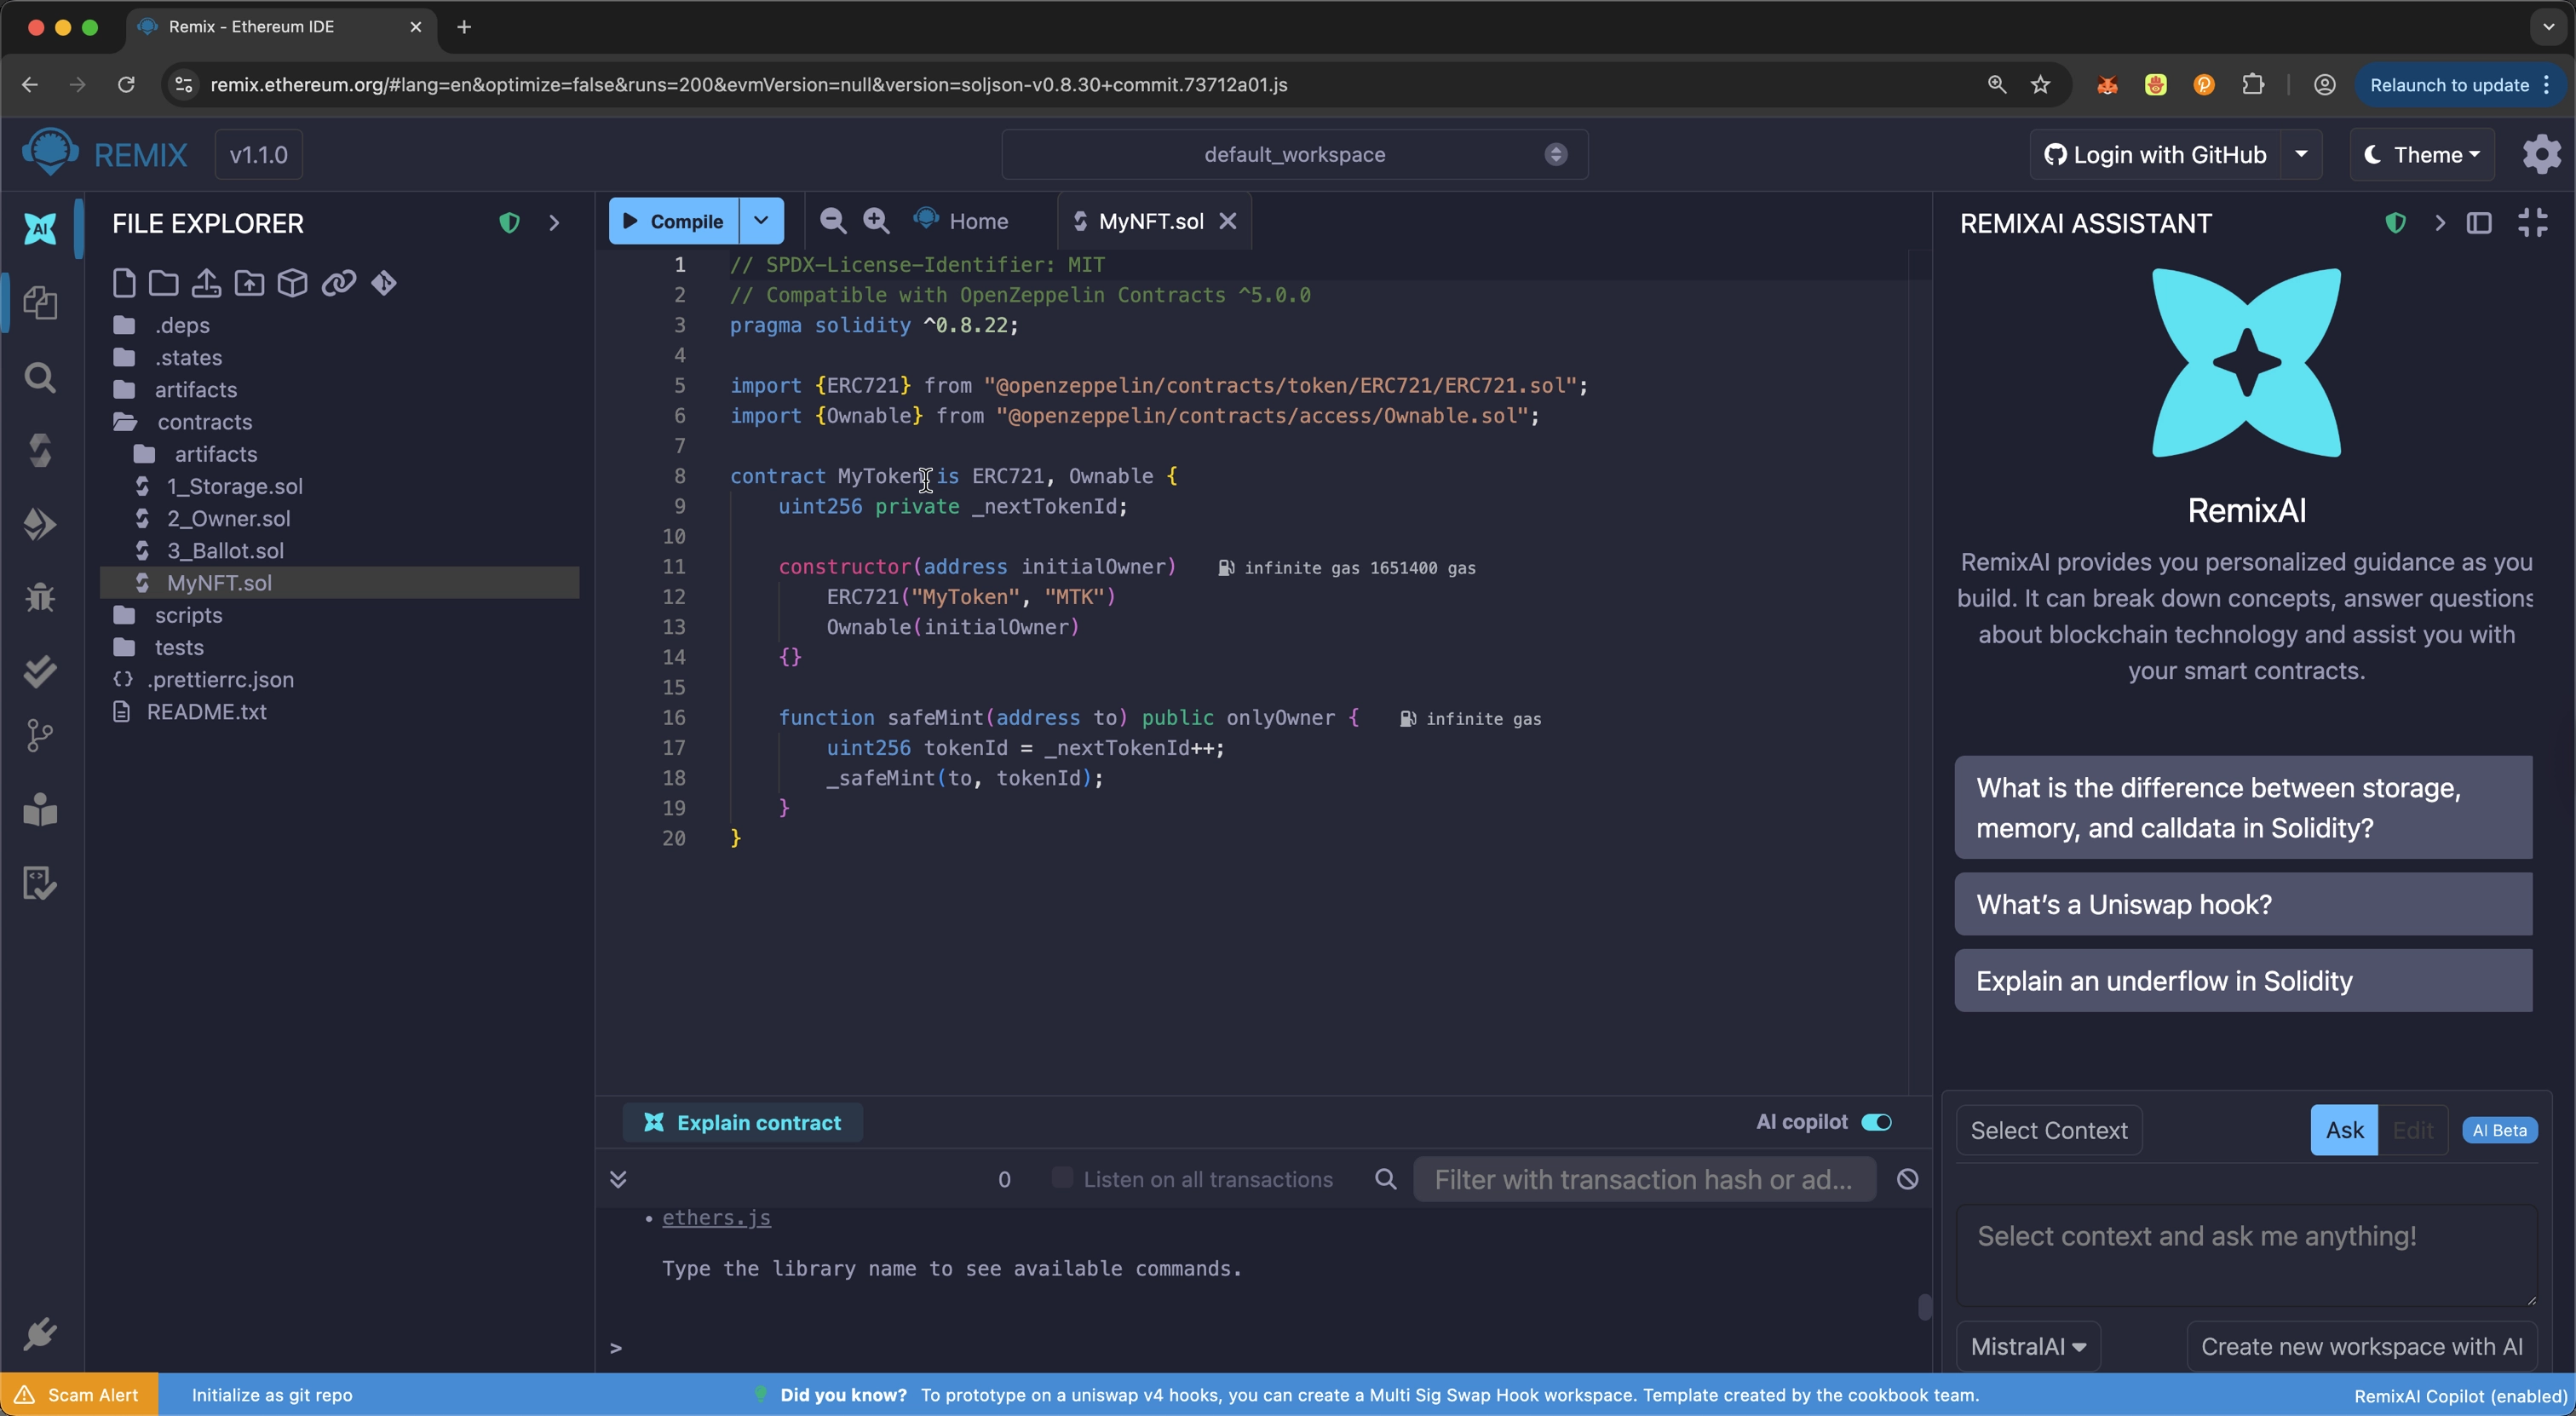 Remix - Ethereum IDE
remix.ethereum.org/#lang=en&optimize=false&runs=200&evmVersion=null&version=soljson-v0.8.30+commit.73712a01.js
Relaunch to update
REMIX
v1.1.0
default_workspace
Login with GitHub
Theme
AI
FILE EXPLORER
.deps
.states
artifacts
contracts
artifacts
1_Storage.sol
2_Owner.sol
3_Ballot.sol
MyNFT.sol
scripts
tests
.prettierrc.json
README.txt
Compile
Home
MyNFT.sol
1 // SPDX-License-Identifier: MIT
2 // Compatible with OpenZeppelin Contracts ^5.0.0
3 pragma solidity ^0.8.22;
4
5 import {ERC721} from "@openzeppelin/contracts/token/ERC721/ERC721.sol";
6 import {Ownable} from "@openzeppelin/contracts/access/Ownable.sol";
7
8 contract MyToken is ERC721, Ownable {
9 uint256 private _nextTokenId;
10
11 constructor(address initialOwner) infinite gas 1651400 gas
12 ERC721("MyToken", "MTK")
13 Ownable(initialOwner)
14 {}
15
16 function safeMint(address to) public onlyOwner { infinite gas
17 uint256 tokenId = _nextTokenId++;
18 _safeMint(to, tokenId);
19 }
20 }
Explain contract
AI copilot
0
Listen on all transactions
Filter with transaction hash or ad...
• ethers.js
Type the library name to see available commands.
>
REMIXAI ASSISTANT
RemixAI
RemixAI provides you personalized guidance as you
build. It can break down concepts, answer questions
about blockchain technology and assist you with
your smart contracts.
What is the difference between storage,
memory, and calldata in Solidity?
What's a Uniswap hook?
Explain an underflow in Solidity
Select Context
Ask
Edit
AI Beta
Select context and ask me anything!
MistralAI
Create new workspace with AI
Scam Alert
Initialize as git repo
Did you know? To prototype on a uniswap v4 hooks, you can create a Multi Sig Swap Hook workspace. Template created by the cookbook team.
RemixAI Copilot (enabled)